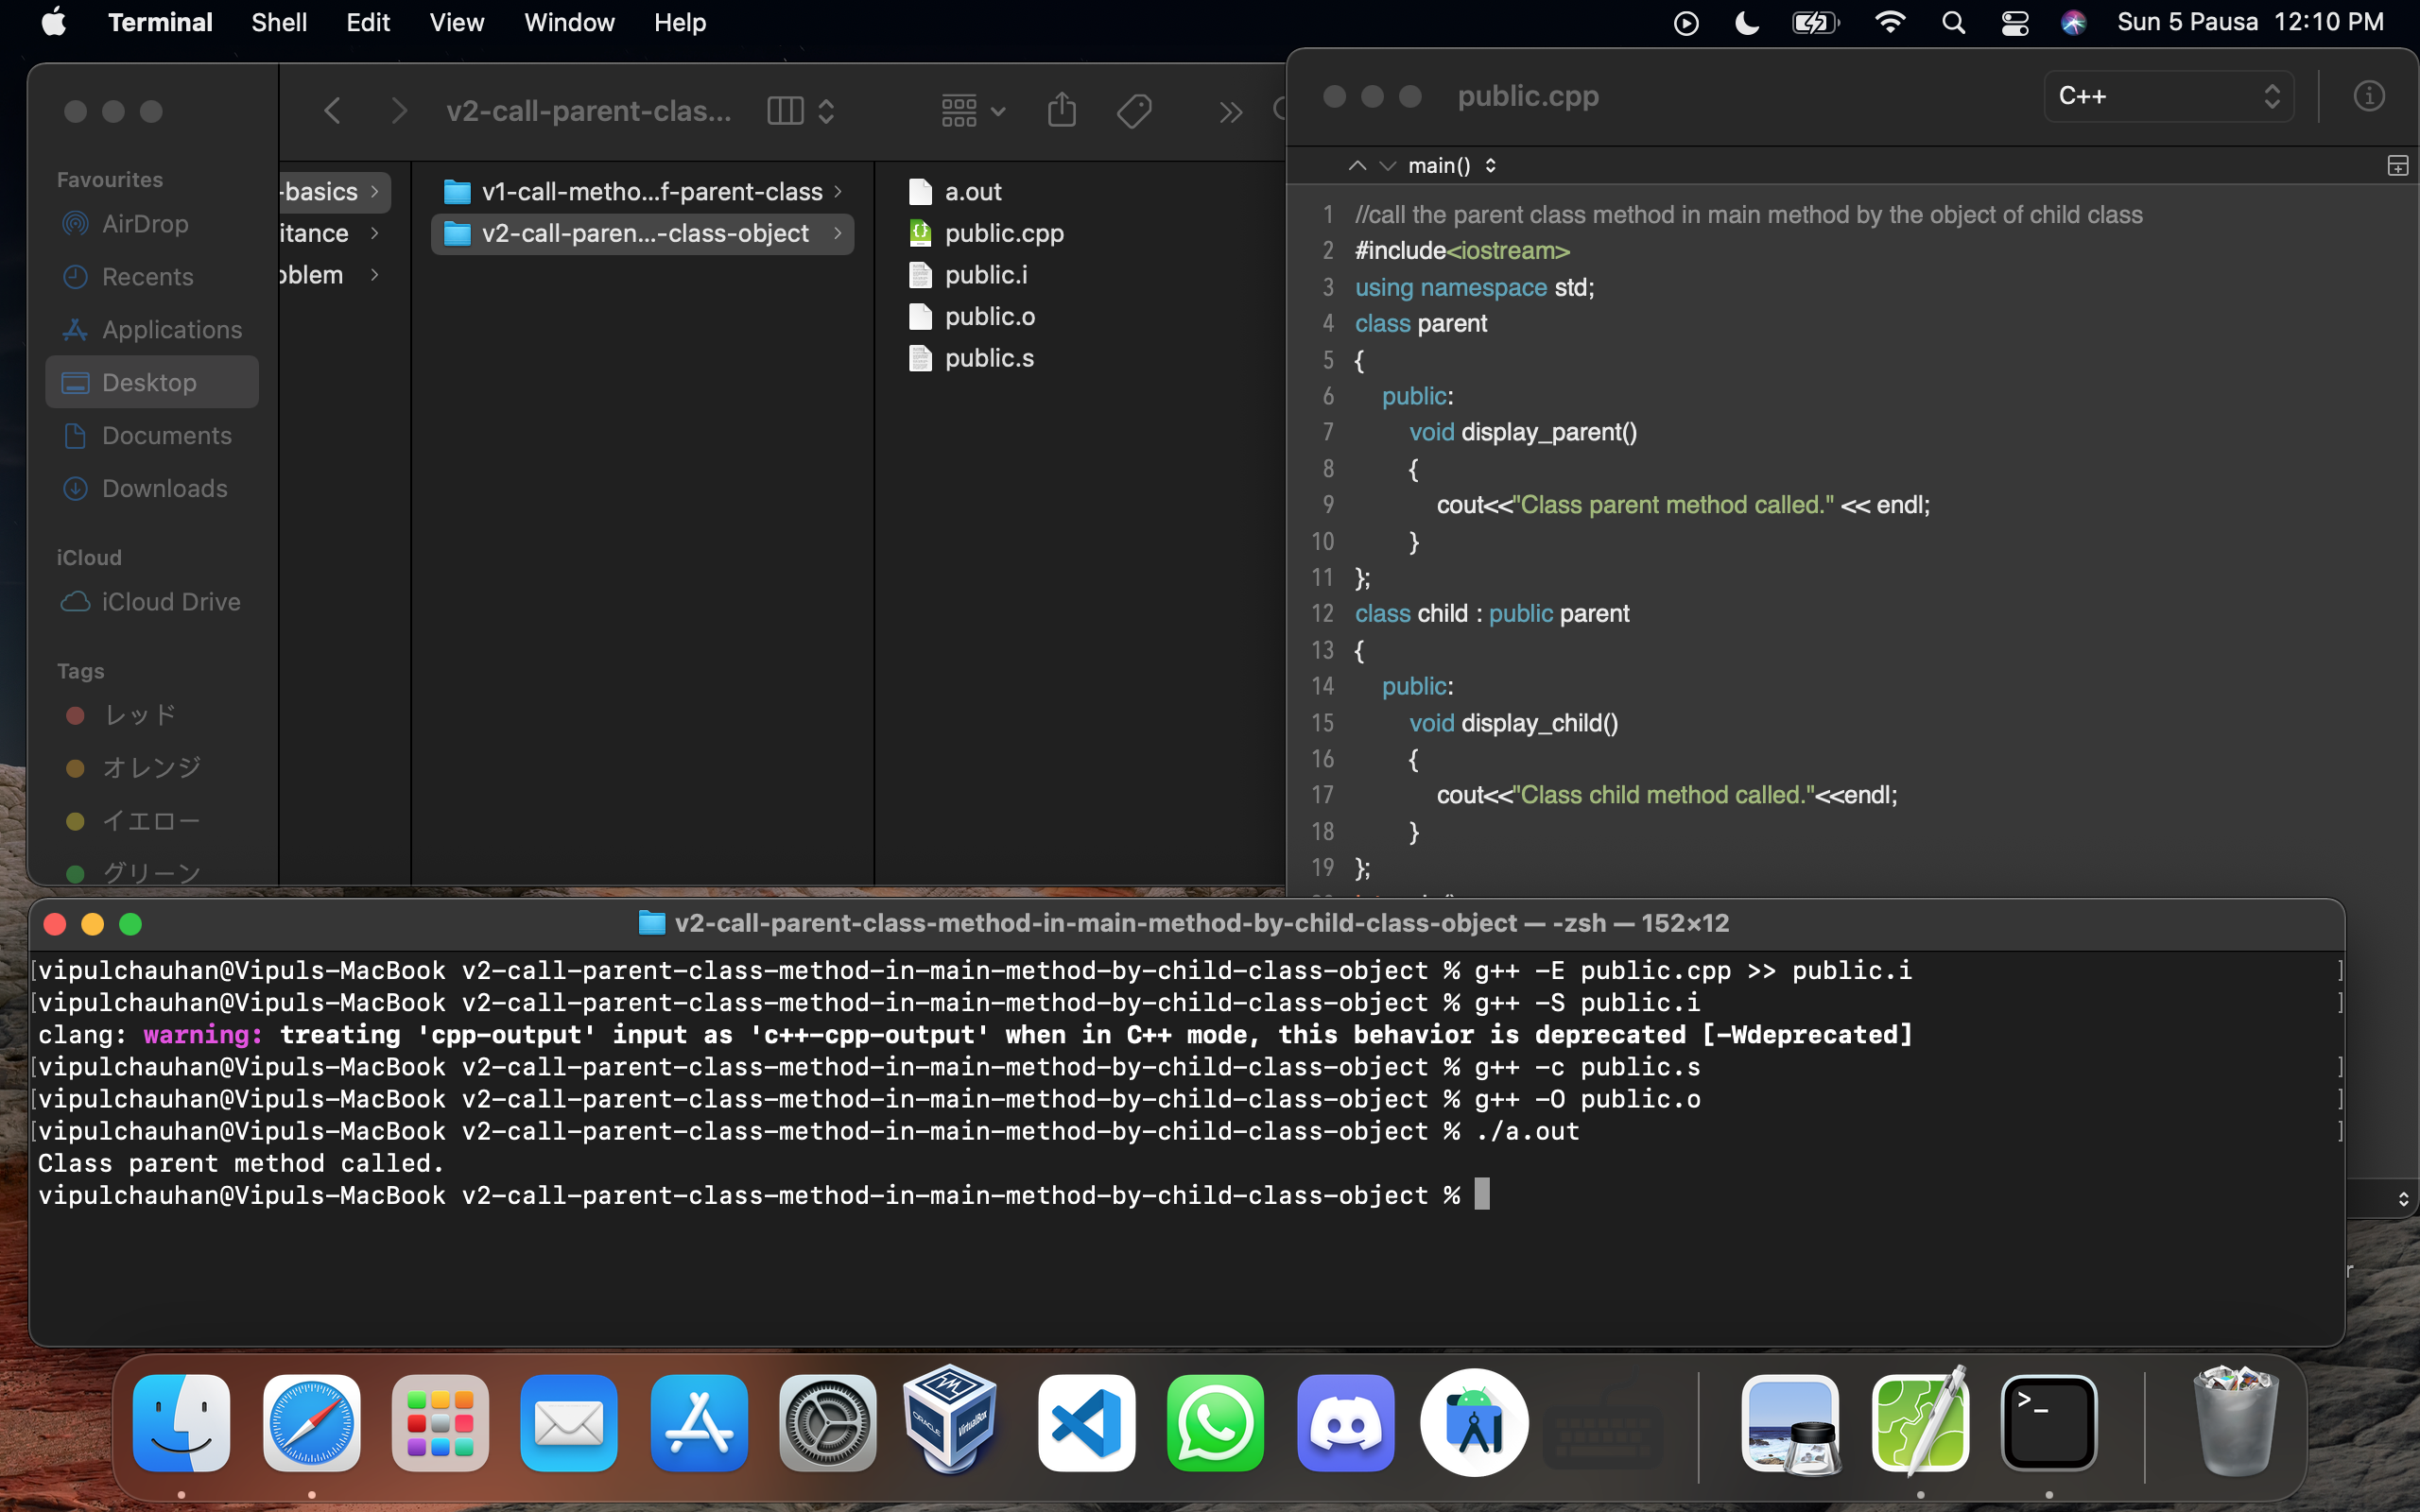 Terminal Shell Edit View Window Help Sun 5 Pausa 12:10 PM
v2-call-parent-clas...
Favourites
AirDrop
Recents
Applications
Desktop
Documents
Downloads
iCloud
iCloud Drive
Tags
レッド
オレンジ
イエロー
グリーン
-basics
itance
oblem
v1-call-metho...f-parent-class
v2-call-paren...-class-object
a.out
public.cpp
public.i
public.o
public.s
public.cpp C++
main()
1 //call the parent class method in main method by the object of child class
2 #include<iostream>
3 using namespace std;
4 class parent
5 {
6 public:
7 void display_parent()
8 {
9 cout<<"Class parent method called." << endl;
10 }
11 };
12 class child : public parent
13 {
14 public:
15 void display_child()
16 {
17 cout<<"Class child method called."<<endl;
18 }
19 };
v2-call-parent-class-method-in-main-method-by-child-class-object — -zsh — 152×12
[vipulchauhan@Vipuls-MacBook v2-call-parent-class-method-in-main-method-by-child-class-object % g++ -E public.cpp >> public.i ]
[vipulchauhan@Vipuls-MacBook v2-call-parent-class-method-in-main-method-by-child-class-object % g++ -S public.i ]
clang: warning: treating 'cpp-output' input as 'c++-cpp-output' when in C++ mode, this behavior is deprecated [-Wdeprecated]
[vipulchauhan@Vipuls-MacBook v2-call-parent-class-method-in-main-method-by-child-class-object % g++ -c public.s ]
[vipulchauhan@Vipuls-MacBook v2-call-parent-class-method-in-main-method-by-child-class-object % g++ -O public.o ]
[vipulchauhan@Vipuls-MacBook v2-call-parent-class-method-in-main-method-by-child-class-object % ./a.out ]
Class parent method called.
vipulchauhan@Vipuls-MacBook v2-call-parent-class-method-in-main-method-by-child-class-object %
ORACLE
VirtualBox